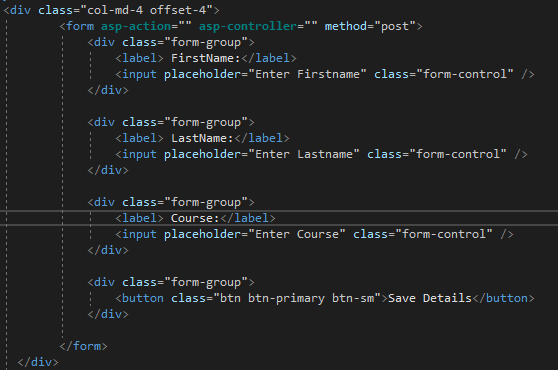 <div class="col-md-4 offset-4">
<form asp-action="" asp-controller="" method="post">
<div class="form-group">
<label> FirstName:</label>
<input placeholder="Enter Firstname" class="form-control" />
</div>
<div class="form-group">
<label> LastName:</label>
<input placeholder="Enter Lastname" class="form-control" />
</div>
<div class="form-group">
<label> Course:</label>
<input placeholder="Enter Course" class="form-control" />
</div>
<div class="form-group">
<button class="btn btn-primary btn-sm">Save Details</button>
</div>
</form>
</div>